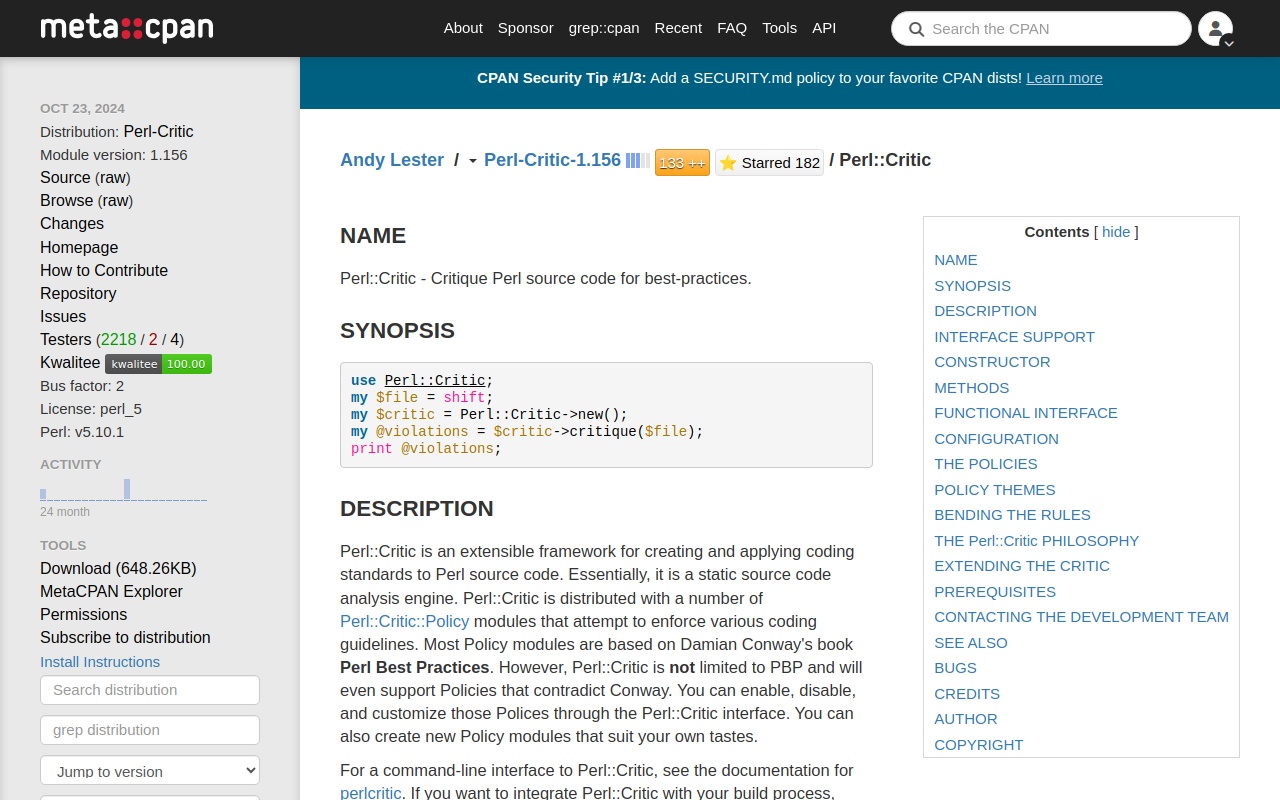 meta::cpan
About Sponsor grep::cpan Recent FAQ Tools API
Search the CPAN
CPAN Security Tip #1/3: Add a SECURITY.md policy to your favorite CPAN dists! Learn more
OCT 23, 2024
Distribution: Perl-Critic
Module version: 1.156
Source (raw)
Browse (raw)
Changes
Homepage
How to Contribute
Repository
Issues
Testers (2218 / 2 / 4)
Kwalitee kwalitee 100.00
Bus factor: 2
License: perl_5
Perl: v5.10.1
ACTIVITY
24 month
TOOLS
Download (648.26KB)
MetaCPAN Explorer
Permissions
Subscribe to distribution
Install Instructions
Search distribution
grep distribution
Jump to version
Andy Lester / Perl-Critic-1.156 133 ++ Starred 182 / Perl::Critic
NAME
Perl::Critic - Critique Perl source code for best-practices.
SYNOPSIS
use Perl::Critic;
my $file = shift;
my $critic = Perl::Critic->new();
my @violations = $critic->critique($file);
print @violations;
DESCRIPTION
Perl::Critic is an extensible framework for creating and applying coding
standards to Perl source code. Essentially, it is a static source code
analysis engine. Perl::Critic is distributed with a number of
Perl::Critic::Policy modules that attempt to enforce various coding
guidelines. Most Policy modules are based on Damian Conway's book
Perl Best Practices. However, Perl::Critic is not limited to PBP and will
even support Policies that contradict Conway. You can enable, disable,
and customize those Polices through the Perl::Critic interface. You can
also create new Policy modules that suit your own tastes.
For a command-line interface to Perl::Critic, see the documentation for
perlcritic. If you want to integrate Perl::Critic with your build process,
Contents [ hide ]
NAME
SYNOPSIS
DESCRIPTION
INTERFACE SUPPORT
CONSTRUCTOR
METHODS
FUNCTIONAL INTERFACE
CONFIGURATION
THE POLICIES
POLICY THEMES
BENDING THE RULES
THE Perl::Critic PHILOSOPHY
EXTENDING THE CRITIC
PREREQUISITES
CONTACTING THE DEVELOPMENT TEAM
SEE ALSO
BUGS
CREDITS
AUTHOR
COPYRIGHT